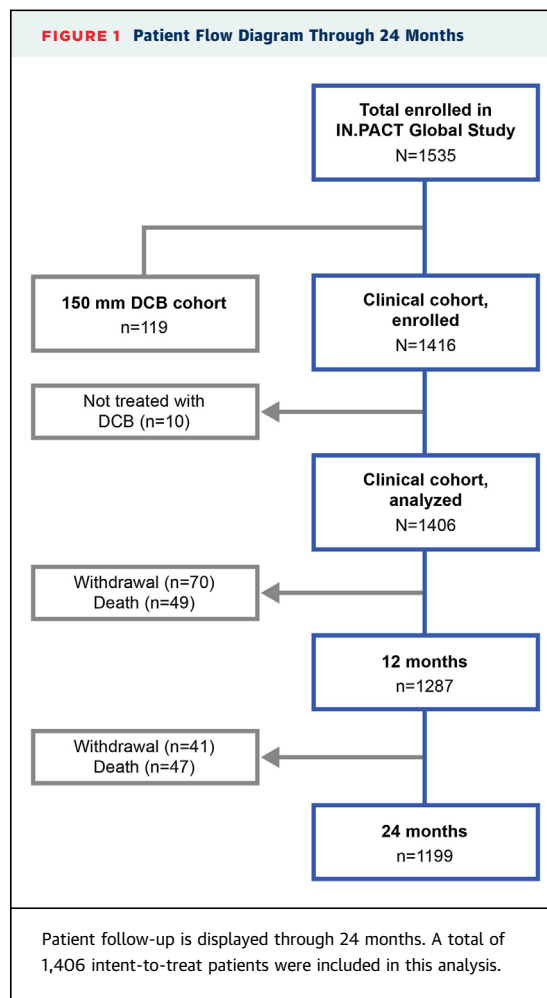 FIGURE 1 Patient Flow Diagram Through 24 Months
Total enrolled in
IN.PACT Global Study
N=1535
150 mm DCB cohort
n=119
Clinical cohort,
enrolled
N=1416
Not treated with
DCB (n=10)
Clinical cohort,
analyzed
N=1406
Withdrawal (n=70)
Death (n=49)
12 months
n=1287
Withdrawal (n=41)
Death (n=47)
24 months
n=1199
Patient follow-up is displayed through 24 months. A total of
1,406 intent-to-treat patients were included in this analysis.